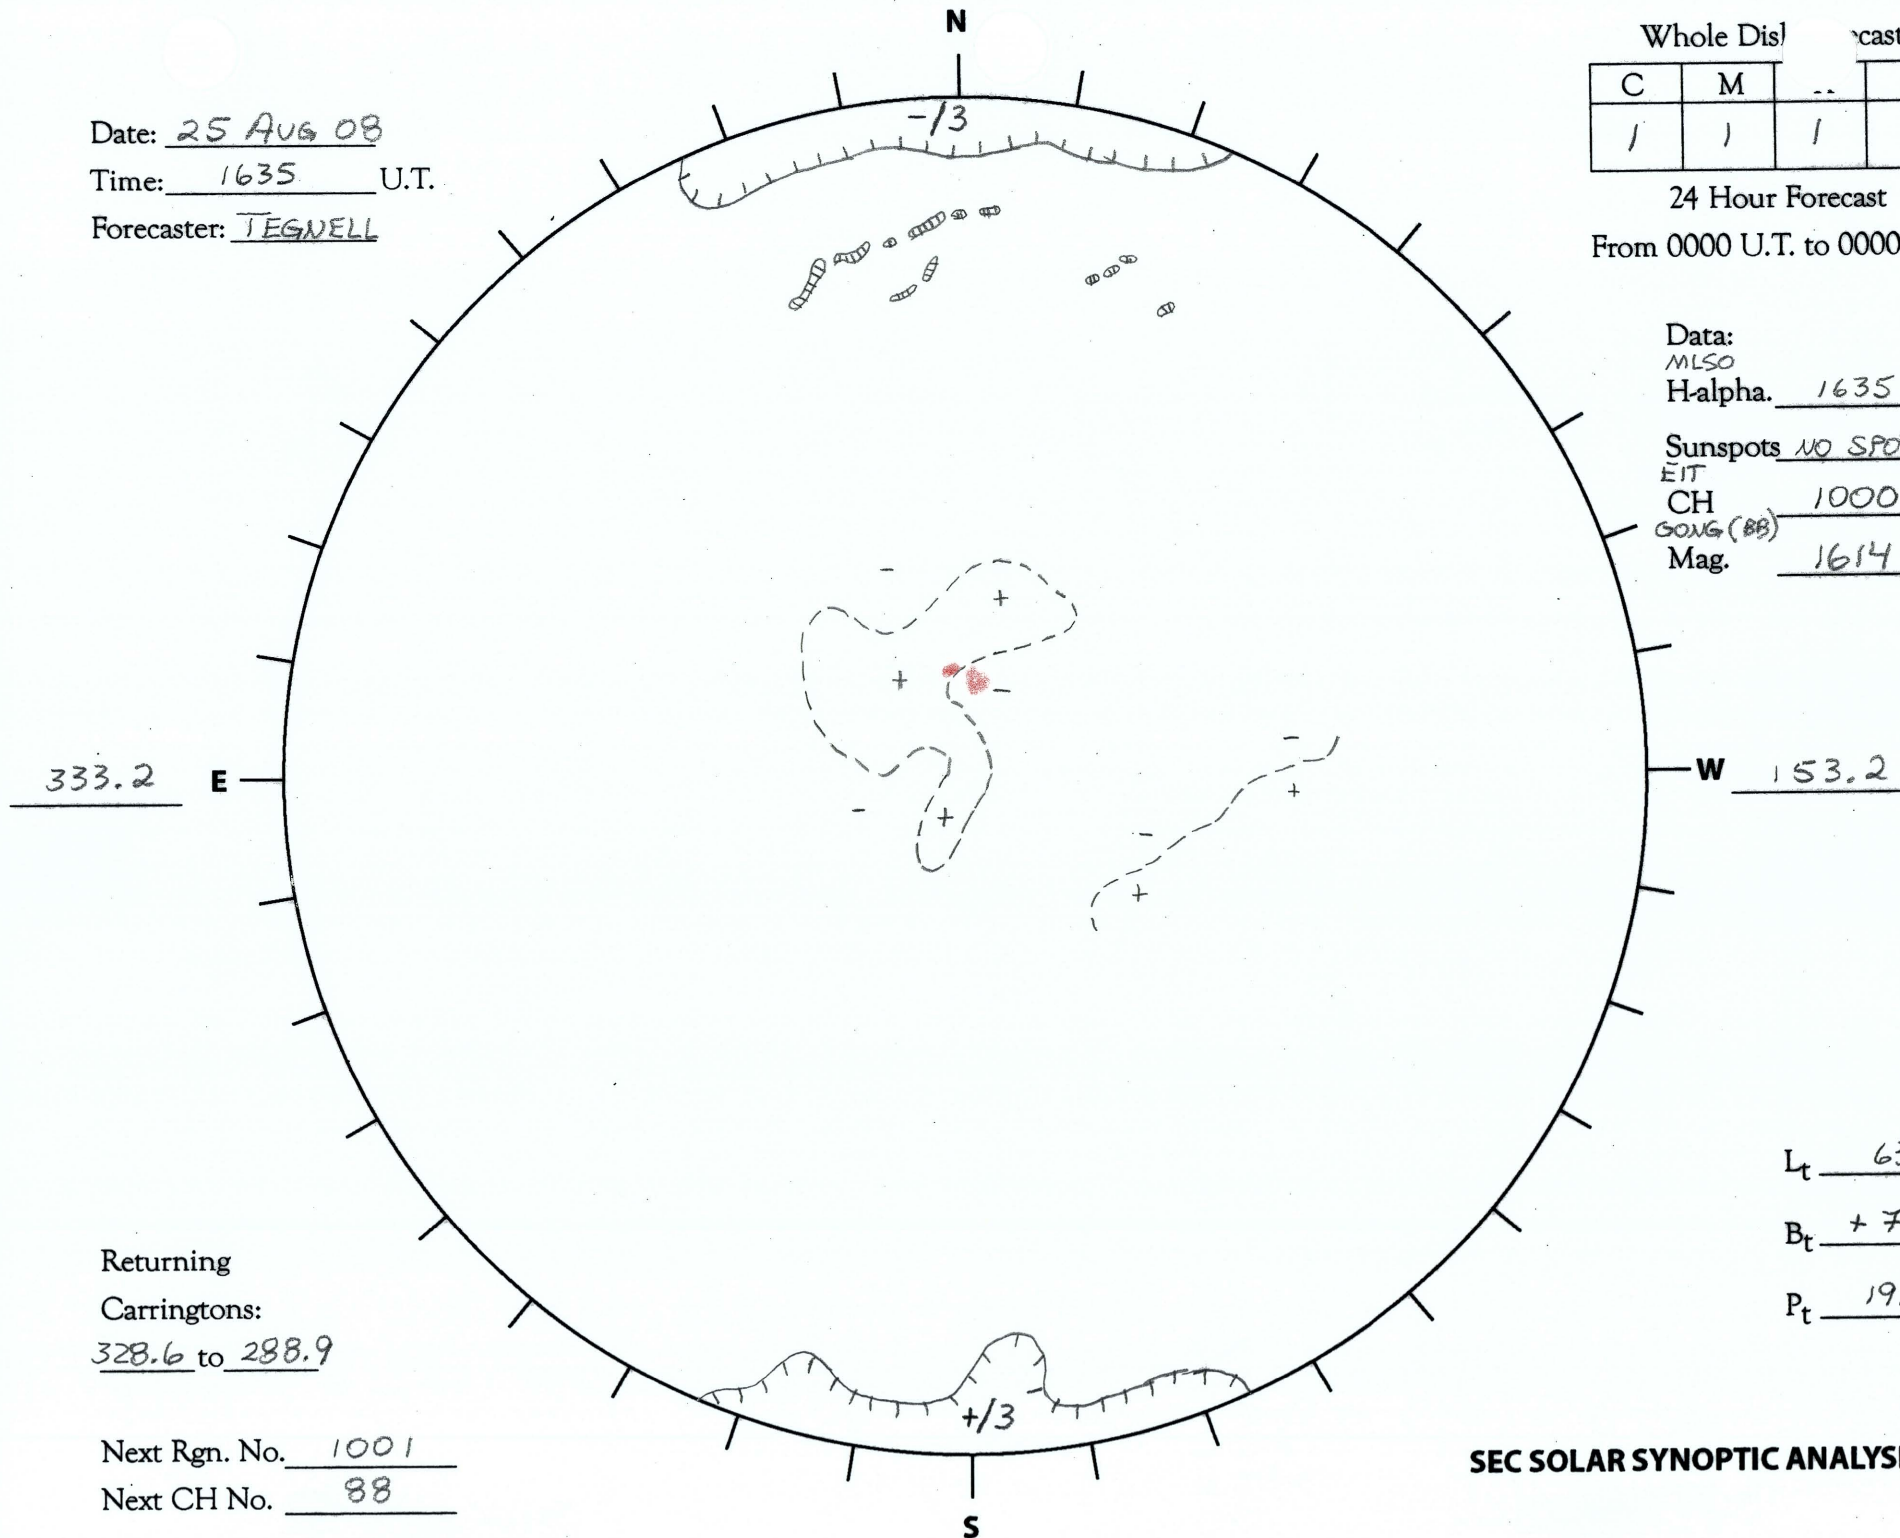 N
Date: 25 AUG 08
Time: 1635 U.T.
Forecaster: TEGNELL
-/3
Whole
C M
1 1 1
24 Hour Forecast
From 0000 U.T. to 0000
Data:
MLSO
H-alpha. 1635
Sunspots NO
EIT
CH 1000
GONG (BB)
Mag. 1614
-
+
+
-
333.2 E
W 153.2
-
+
-
+
-
+
Lt
Bt +
Pt
Returning
Carringtons:
328.6 to 288.9
+/3
Next Rgn. No. 1001
Next CH No. 88
SEC SOLAR SYNOPTIC
S